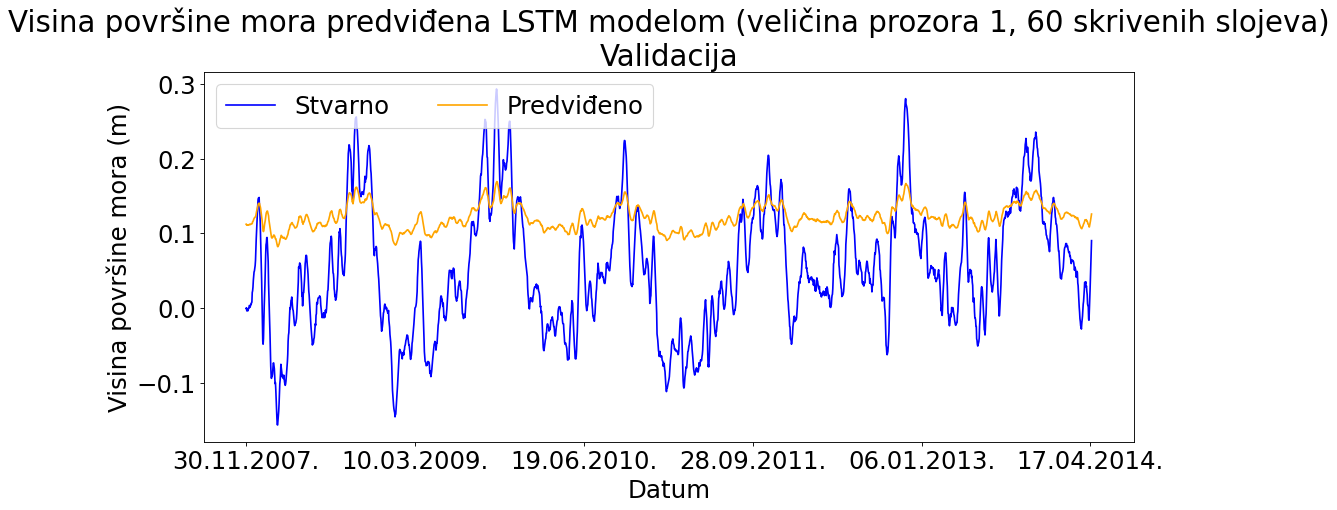 Visina površine mora predviđena LSTM modelom (veličina prozora 1, 60 skrivenih slojeva)
Validacija
Stvarno Predviđeno
Visina površine mora (m)
0.3
0.2
0.1
0.0
−0.1
30.11.2007. 10.03.2009. 19.06.2010. 28.09.2011. 06.01.2013. 17.04.2014.
Datum